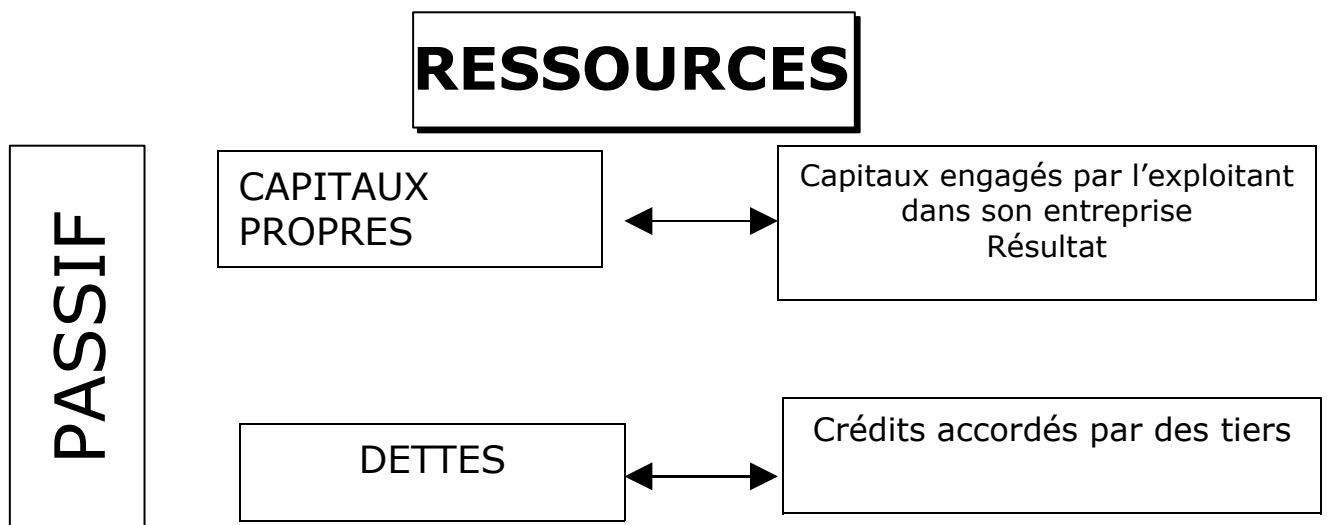 RESSOURCES
PASSIF
CAPITAUX
PROPRES
Capitaux engagés par l’exploitant
dans son entreprise
Résultat
DETTES
Crédits accordés par des tiers